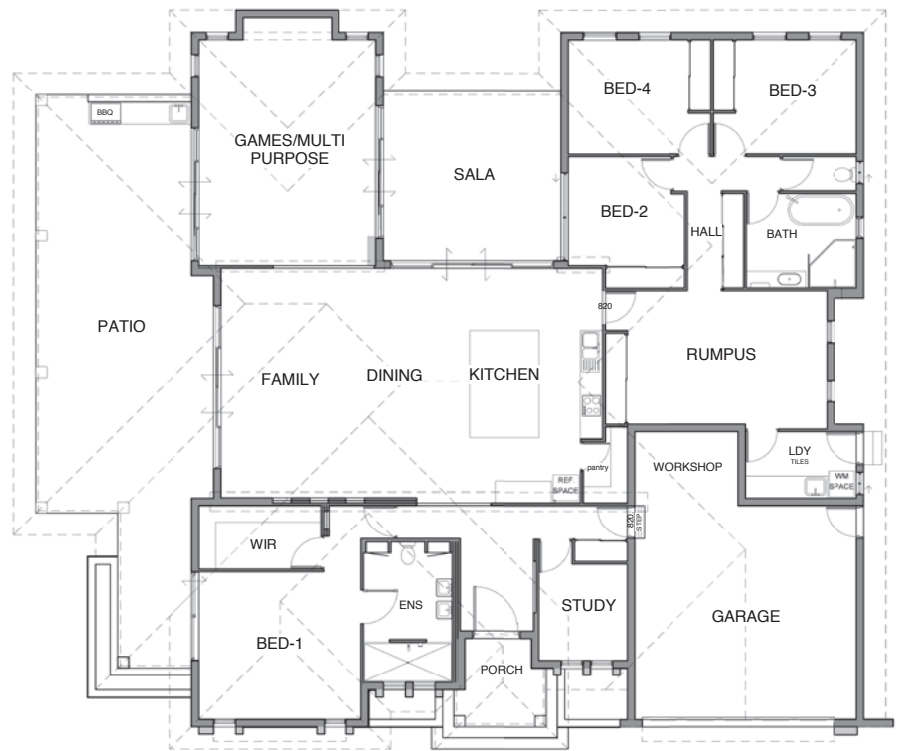 BED-4
BED-3
BBQ
GAMES/MULTI
PURPOSE
SALA
BED-2
HALL
BATH
820
PATIO
RUMPUS
FAMILY
DINING
KITCHEN
LDY
TILES
WORKSHOP
pantry
REF
SPACE
WM
SPACE
820
STEP
WIR
ENS
STUDY
GARAGE
BED-1
PORCH